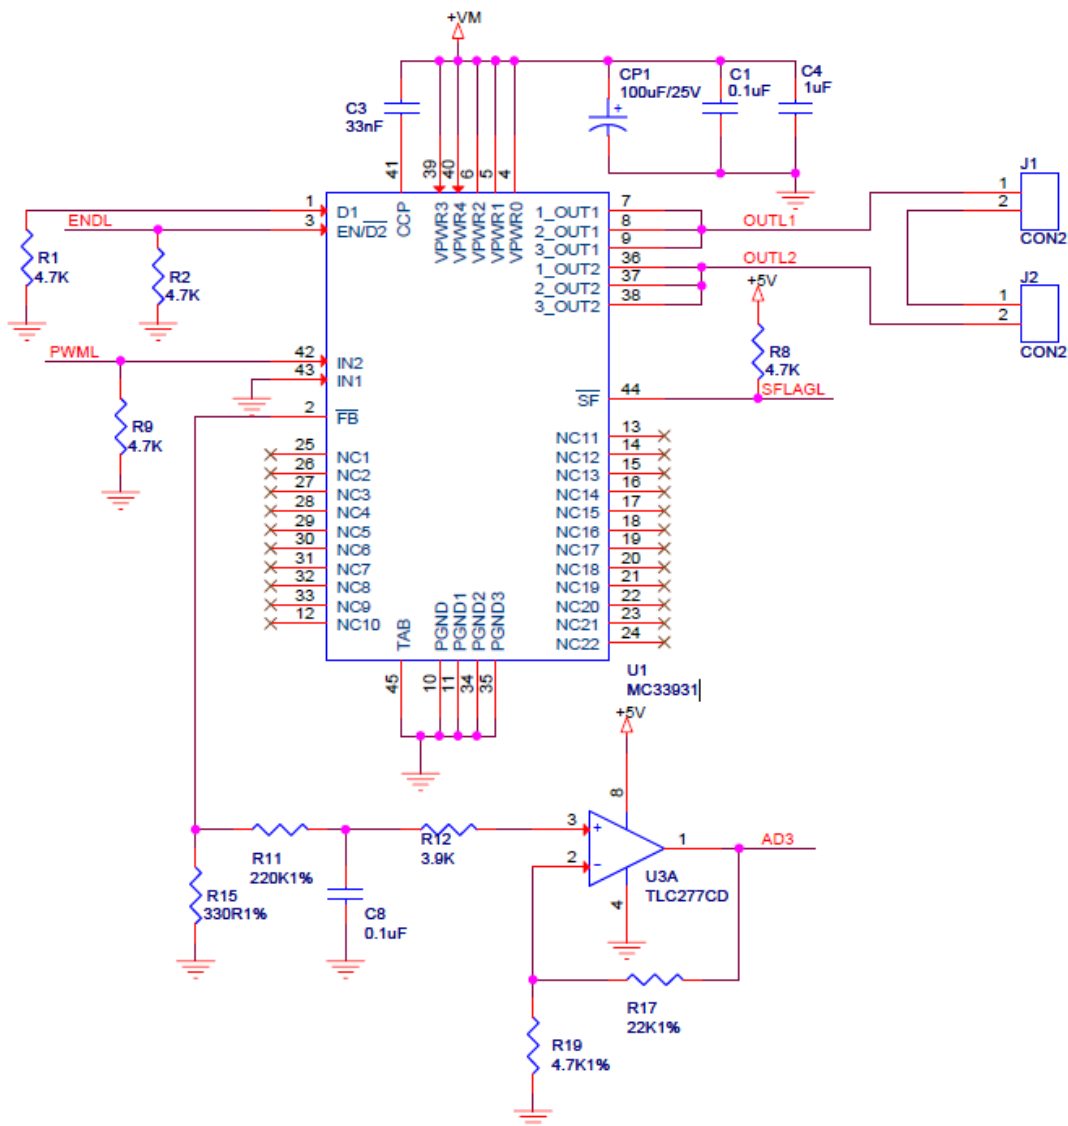 +VM
C3
33nF
CP1
100uF/25V
C1
0.1uF
C4
1uF
41
39
40
6
5
4
J1
1
2
CON2
1
D1
3
EN/D2
CCP
VPWR3
VPWR4
VPWR2
VPWR1
VPWR0
ENDL
R1
4.7K
R2
4.7K
1_OUT1
7
2_OUT1
8
3_OUT1
9
1_OUT2
36
2_OUT2
37
3_OUT2
38
OUTL1
OUTL2
+5V
J2
1
2
CON2
R8
4.7K
SFLAGL
PWML
42
IN2
43
IN1
2
FB
SF
44
R9
4.7K
25
NC1
26
NC2
27
NC3
28
NC4
29
NC5
30
NC6
31
NC7
32
NC8
33
NC9
12
NC10
NC11
13
NC12
14
NC13
15
NC14
16
NC15
17
NC16
18
NC17
19
NC18
20
NC19
21
NC20
22
NC21
23
NC22
24
TAB
PGND
PGND1
PGND2
PGND3
45
10
11
34
35
U1
MC33931
+5V
8
3
+
2
-
1
4
AD3
U3A
TLC277CD
R11
220K1%
R12
3.9K
R15
330R1%
C8
0.1uF
R17
22K1%
R19
4.7K1%